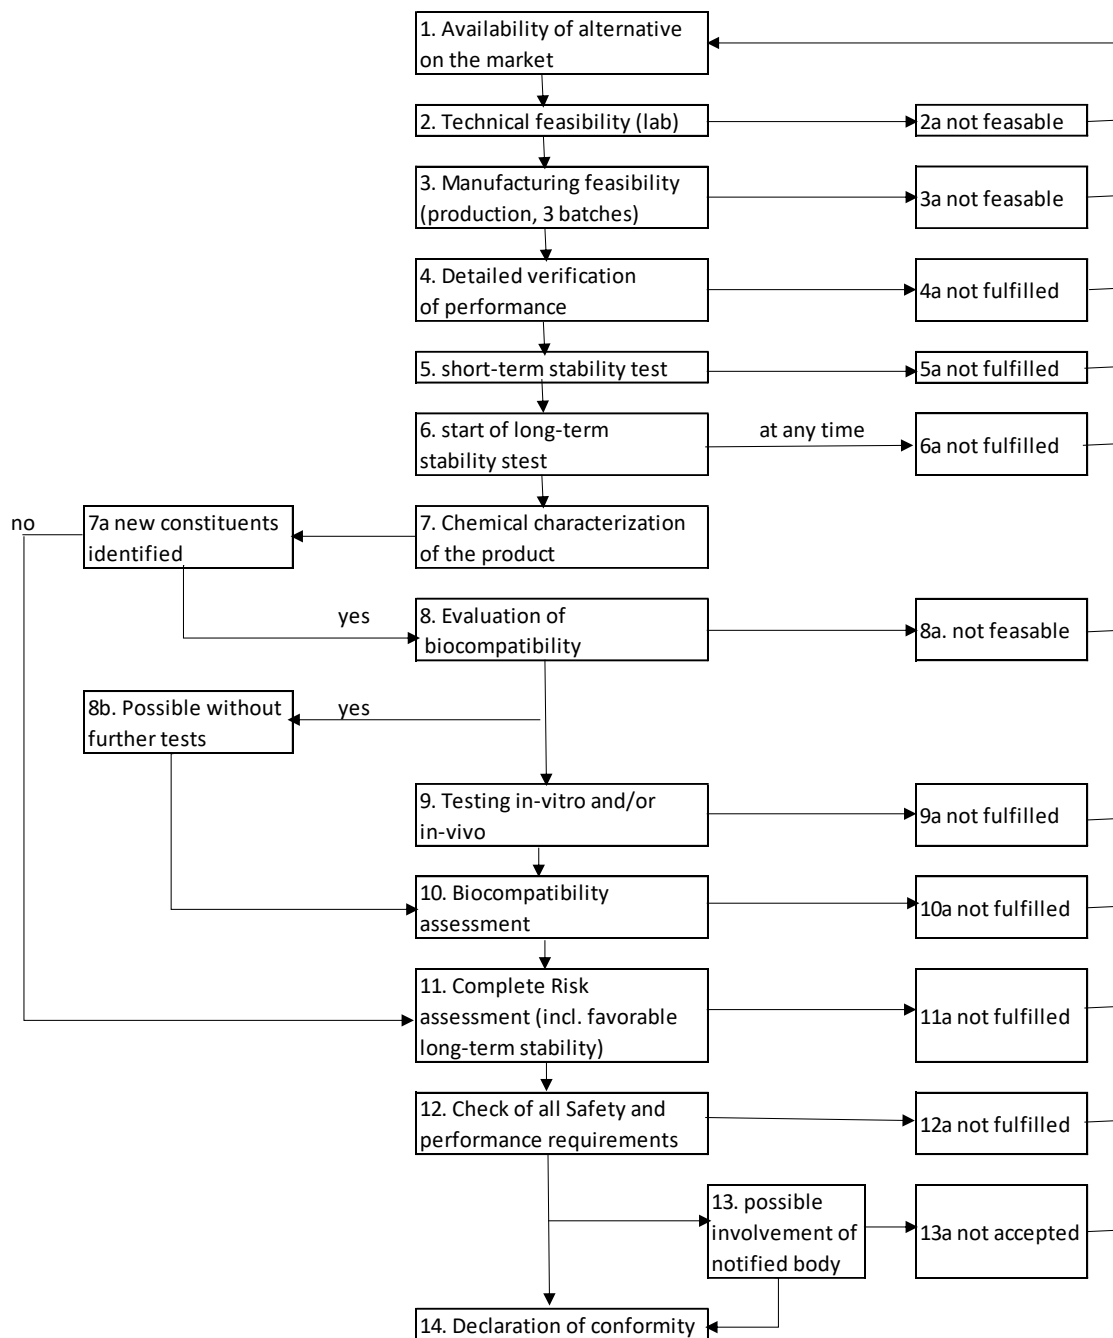 1. Availability of alternative
on the market
2. Technical feasibility (lab)
2a not feasable
3. Manufacturing feasibility
(production, 3 batches)
3a not feasable
4. Detailed verification
of performance
4a not fulfilled
5. short-term stability test
5a not fulfilled
6. start of long-term
stability stest
at any time
6a not fulfilled
no
7a new constituents
identified
7. Chemical characterization
of the product
yes
8. Evaluation of
biocompatibility
8a. not feasable
8b. Possible without
further tests
yes
9. Testing in-vitro and/or
in-vivo
9a not fulfilled
10. Biocompatibility
assessment
10a not fulfilled
11. Complete Risk
assessment (incl. favorable
long-term stability)
11a not fulfilled
12. Check of all Safety and
performance requirements
12a not fulfilled
13. possible
involvement of
notified body
13a not accepted
14. Declaration of conformity